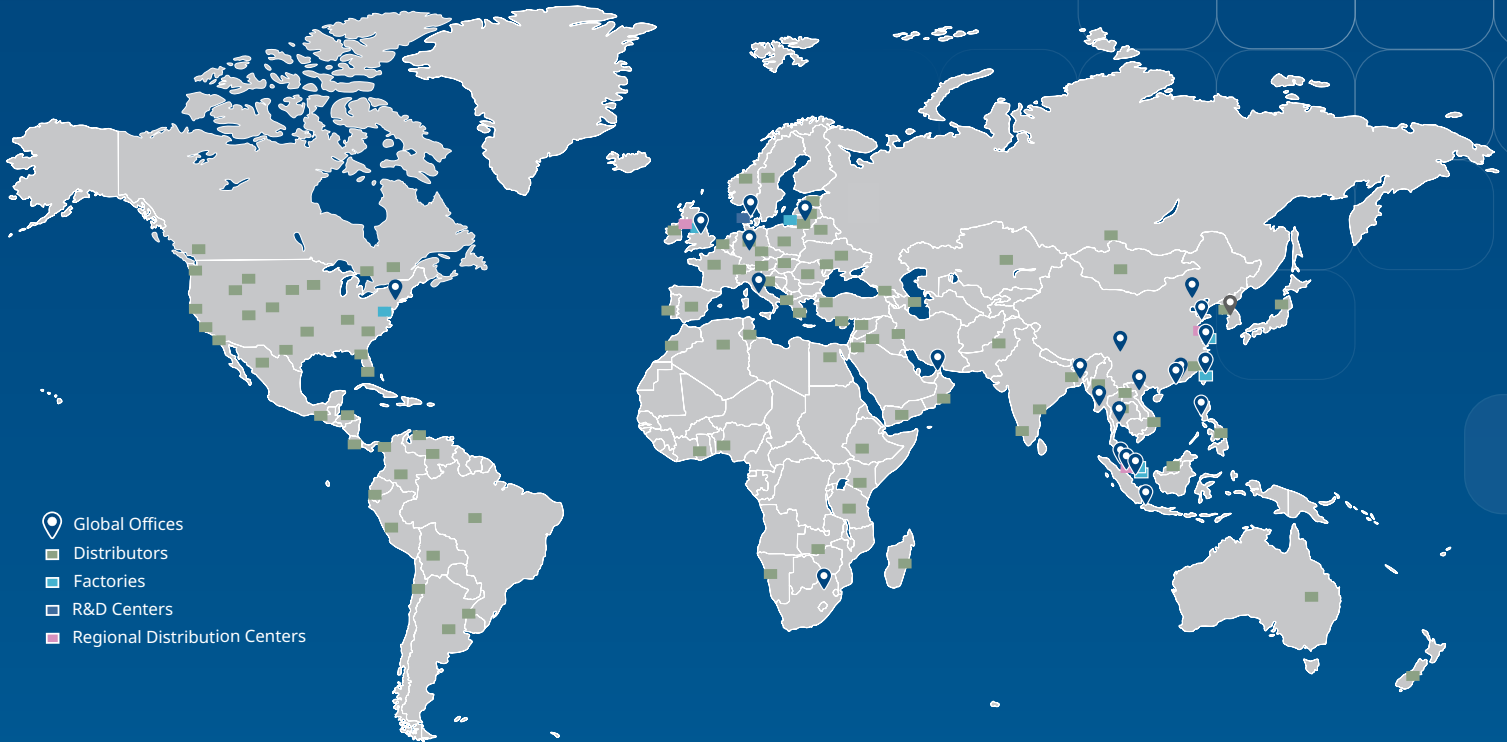 Global Offices
Distributors
Factories
R&D Centers
Regional Distribution Centers